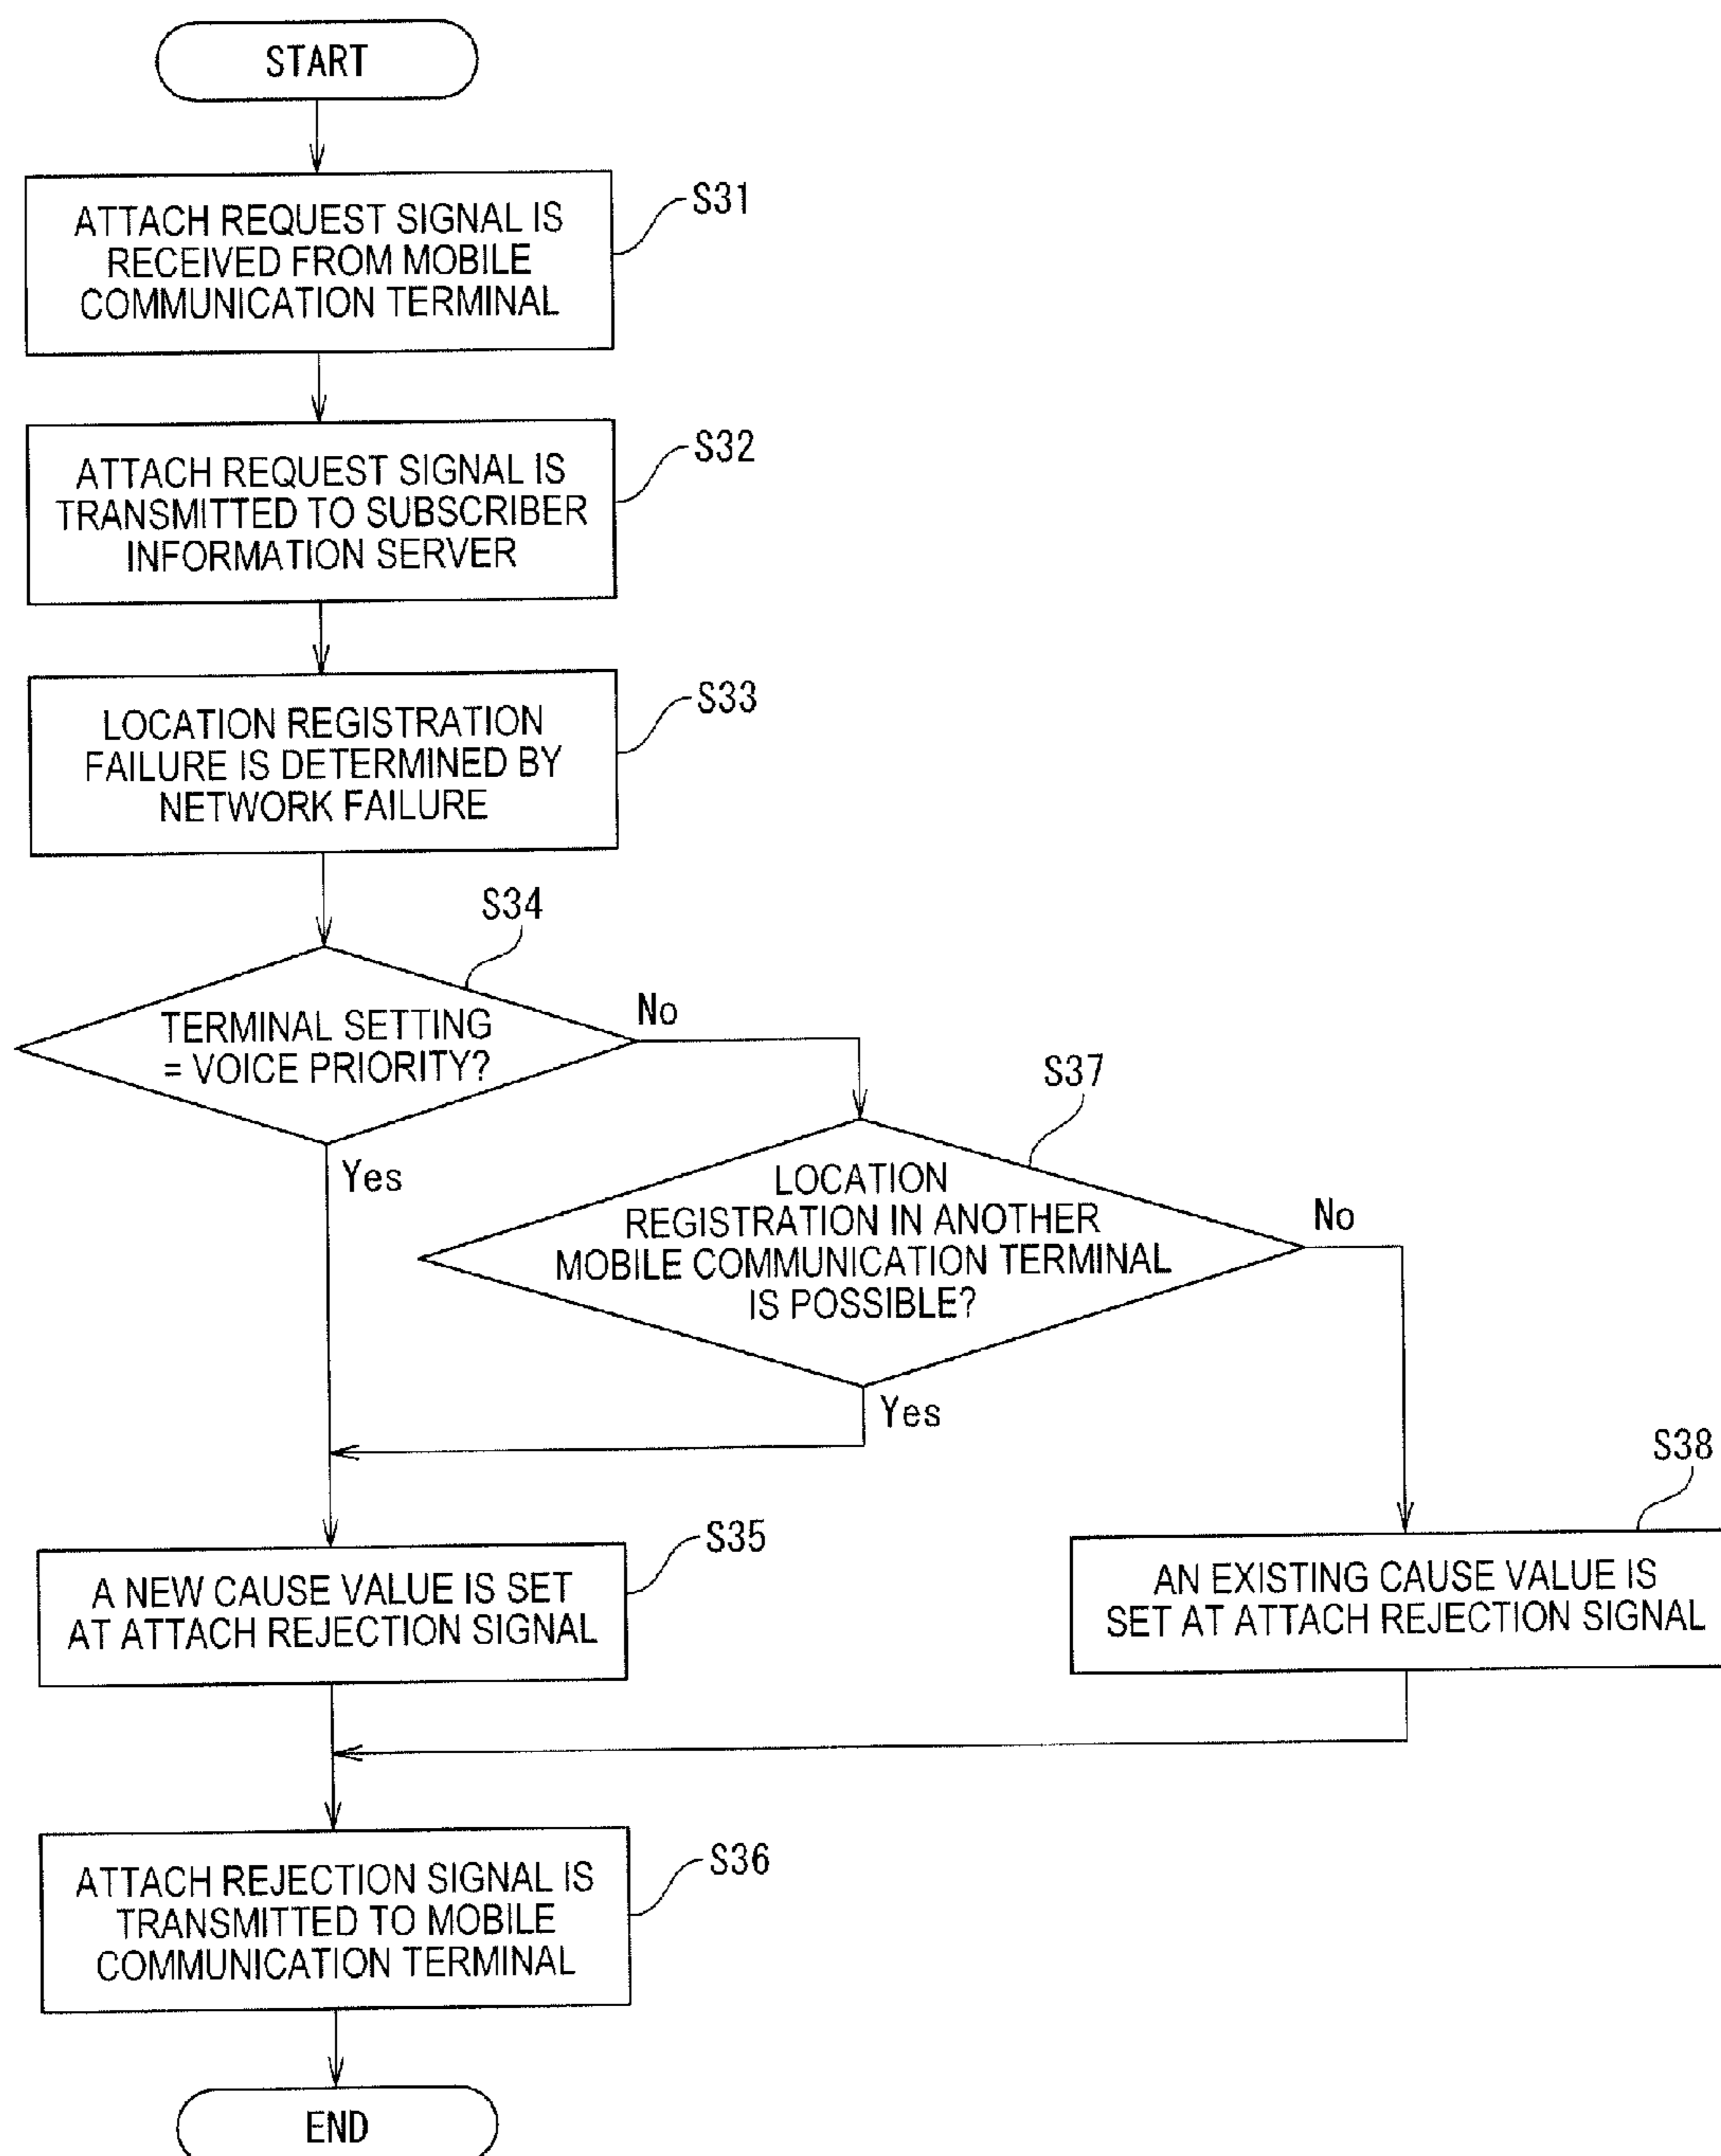 START
ATTACH REQUEST SIGNAL IS
RECEIVED FROM MOBILE
COMMUNICATION TERMINAL
S31
ATTACH REQUEST SIGNAL IS
TRANSMITTED TO SUBSCRIBER
INFORMATION SERVER
S32
LOCATION REGISTRATION
FAILURE IS DETERMINED BY
NETWORK FAILURE
S33
S34
TERMINAL SETTING
= VOICE PRIORITY?
No
Yes
S37
LOCATION
REGISTRATION IN ANOTHER
MOBILE COMMUNICATION TERMINAL
IS POSSIBLE?
No
Yes
S35
A NEW CAUSE VALUE IS SET
AT ATTACH REJECTION SIGNAL
S38
AN EXISTING CAUSE VALUE IS
SET AT ATTACH REJECTION SIGNAL
ATTACH REJECTION SIGNAL IS
TRANSMITTED TO MOBILE
COMMUNICATION TERMINAL
S36
END